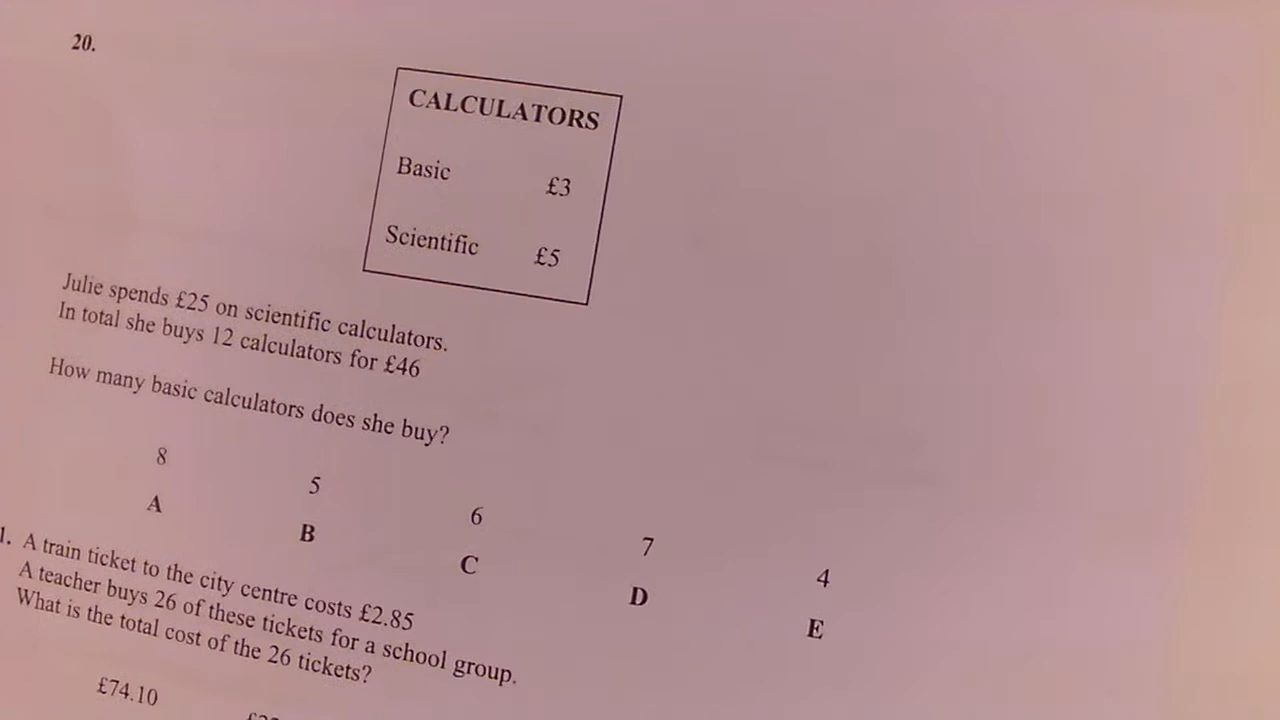 20.
CALCULATORS
Basic £3
Scientific £5
Julie spends £25 on scientific calculators.
In total she buys 12 calculators for £46
How many basic calculators does she buy?
8 5 6 7 4
A B C D E
1. A train ticket to the city centre costs £2.85
A teacher buys 26 of these tickets for a school group.
What is the total cost of the 26 tickets?
£74.10